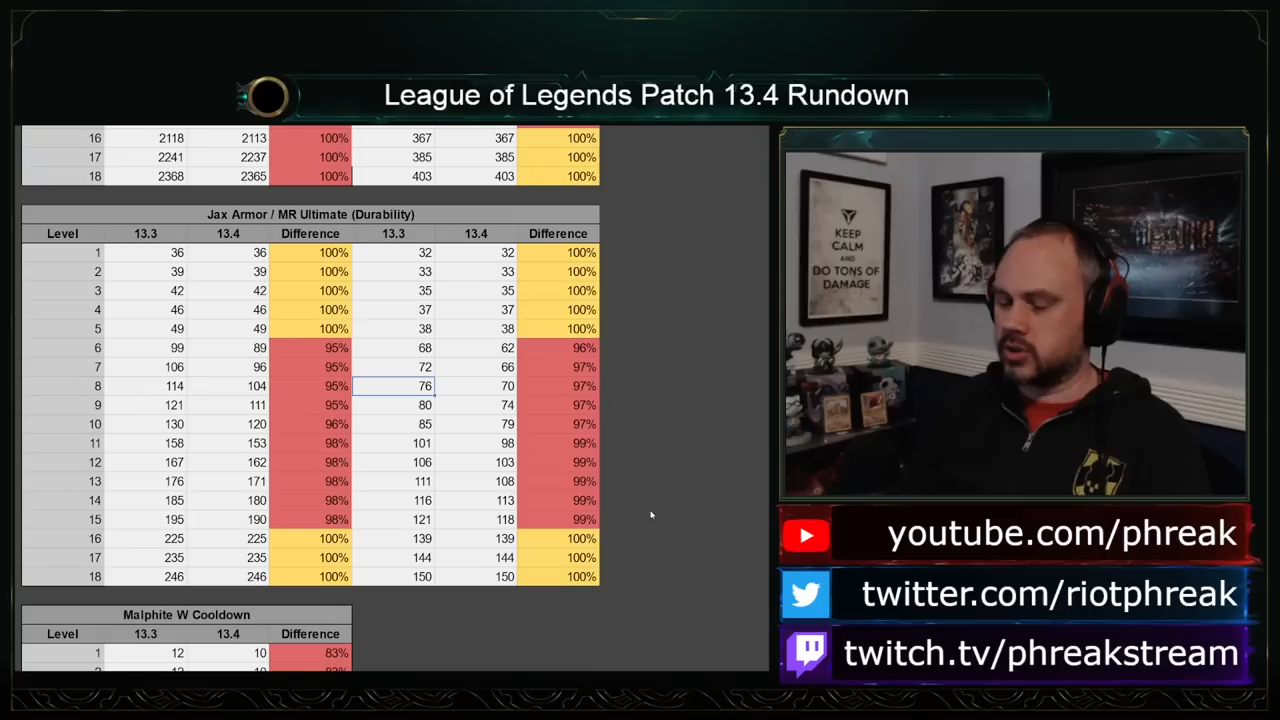 League of Legends Patch 13.4 Rundown
16 2118 2113 100% 367 367 100%
17 2241 2237 100% 385 385 100%
18 2368 2365 100% 403 403 100%
Jax Armor / MR Ultimate (Durability)
Level 13.3 13.4 Difference 13.3 13.4 Difference
1 36 36 100% 32 32 100%
2 39 39 100% 33 33 100%
3 42 42 100% 35 35 100%
4 46 46 100% 37 37 100%
5 49 49 100% 38 38 100%
6 99 89 95% 68 62 96%
7 106 96 95% 72 66 97%
8 114 104 95% 76 70 97%
9 121 111 95% 80 74 97%
10 130 120 96% 85 79 97%
11 158 153 98% 101 98 99%
12 167 162 98% 106 103 99%
13 176 171 98% 111 108 99%
14 185 180 98% 116 113 99%
15 195 190 98% 121 118 99%
16 225 225 100% 139 139 100%
17 235 235 100% 144 144 100%
18 246 246 100% 150 150 100%
Malphite W Cooldown
Level 13.3 13.4 Difference
1 12 10 83%
KEEP
CALM
AND
DO TONS OF
DAMAGE
youtube.com/phreak
twitter.com/riotphreak
twitch.tv/phreakstream